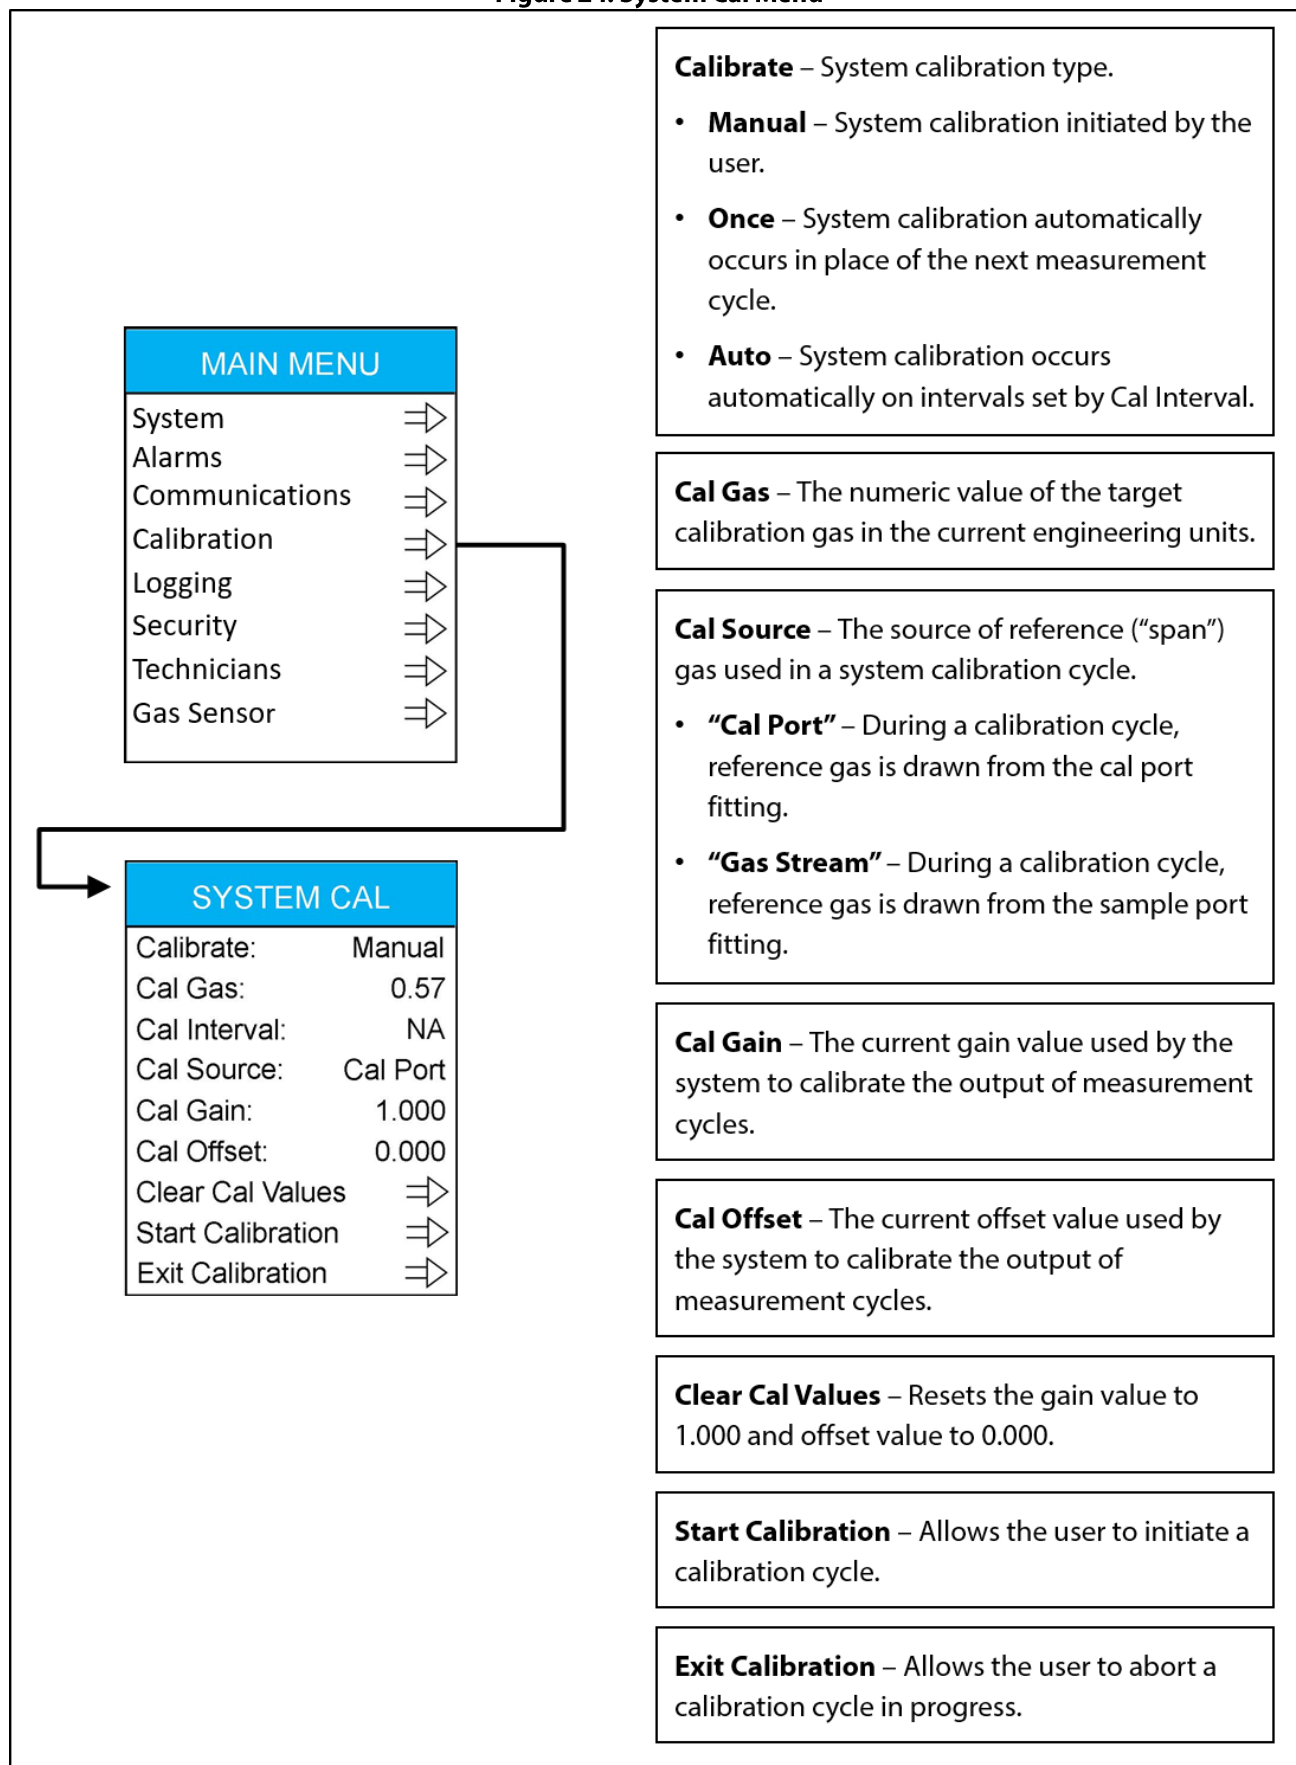 System Cal Menu
MAIN MENU
System
Alarms
Communications
Calibration
Logging
Security
Technicians
Gas Sensor
SYSTEM CAL
Calibrate: Manual
Cal Gas: 0.57
Cal Interval: NA
Cal Source: Cal Port
Cal Gain: 1.000
Cal Offset: 0.000
Clear Cal Values
Start Calibration
Exit Calibration
Calibrate – System calibration type.
• Manual – System calibration initiated by the
user.
• Once – System calibration automatically
occurs in place of the next measurement
cycle.
• Auto – System calibration occurs
automatically on intervals set by Cal Interval.
Cal Gas – The numeric value of the target
calibration gas in the current engineering units.
Cal Source – The source of reference (“span”)
gas used in a system calibration cycle.
• “Cal Port” – During a calibration cycle,
reference gas is drawn from the cal port
fitting.
• “Gas Stream” – During a calibration cycle,
reference gas is drawn from the sample port
fitting.
Cal Gain – The current gain value used by the
system to calibrate the output of measurement
cycles.
Cal Offset – The current offset value used by
the system to calibrate the output of
measurement cycles.
Clear Cal Values – Resets the gain value to
1.000 and offset value to 0.000.
Start Calibration – Allows the user to initiate a
calibration cycle.
Exit Calibration – Allows the user to abort a
calibration cycle in progress.